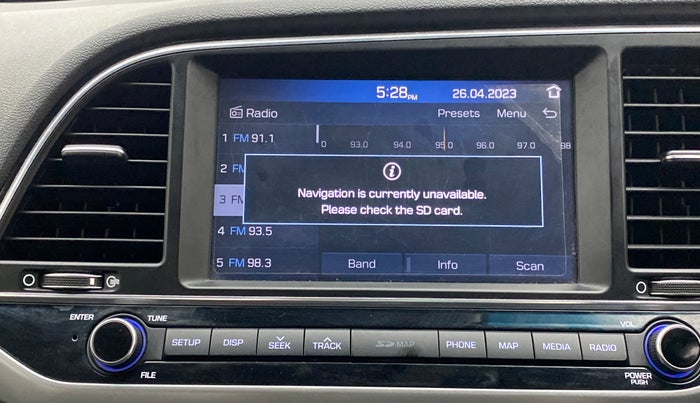 5:28 PM 26.04.2023
Radio Presets Menu
1 FM 91.1
0 93.0 94.0 95.0 96.0 97.0 98
2 FM
Navigation is currently unavailable.
Please check the SD card.
3 FM
4 FM 93.5
5 FM 98.3
Band Info Scan
ENTER TUNE VOL
SETUP DISP SEEK TRACK SD MAP PHONE MAP MEDIA RADIO
FILE POWER
PUSH